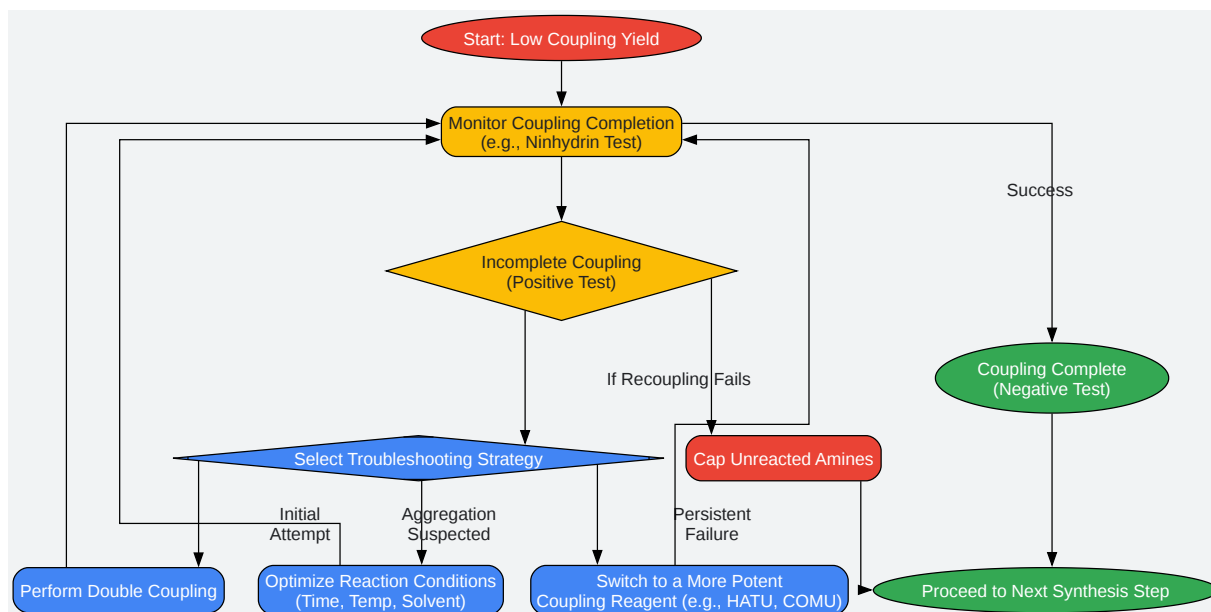 Start: Low Coupling Yield
Monitor Coupling Completion
(e.g., Ninhydrin Test)
Success
Incomplete Coupling
(Positive Test)
If Recoupling Fails
Coupling Complete
(Negative Test)
Select Troubleshooting Strategy
Cap Unreacted Amines
Initial
Attempt
Aggregation
Suspected
Persistent
Failure
Perform Double Coupling
Optimize Reaction Conditions
(Time, Temp, Solvent)
Switch to a More Potent
Coupling Reagent (e.g., HATU, COMU)
Proceed to Next Synthesis Step